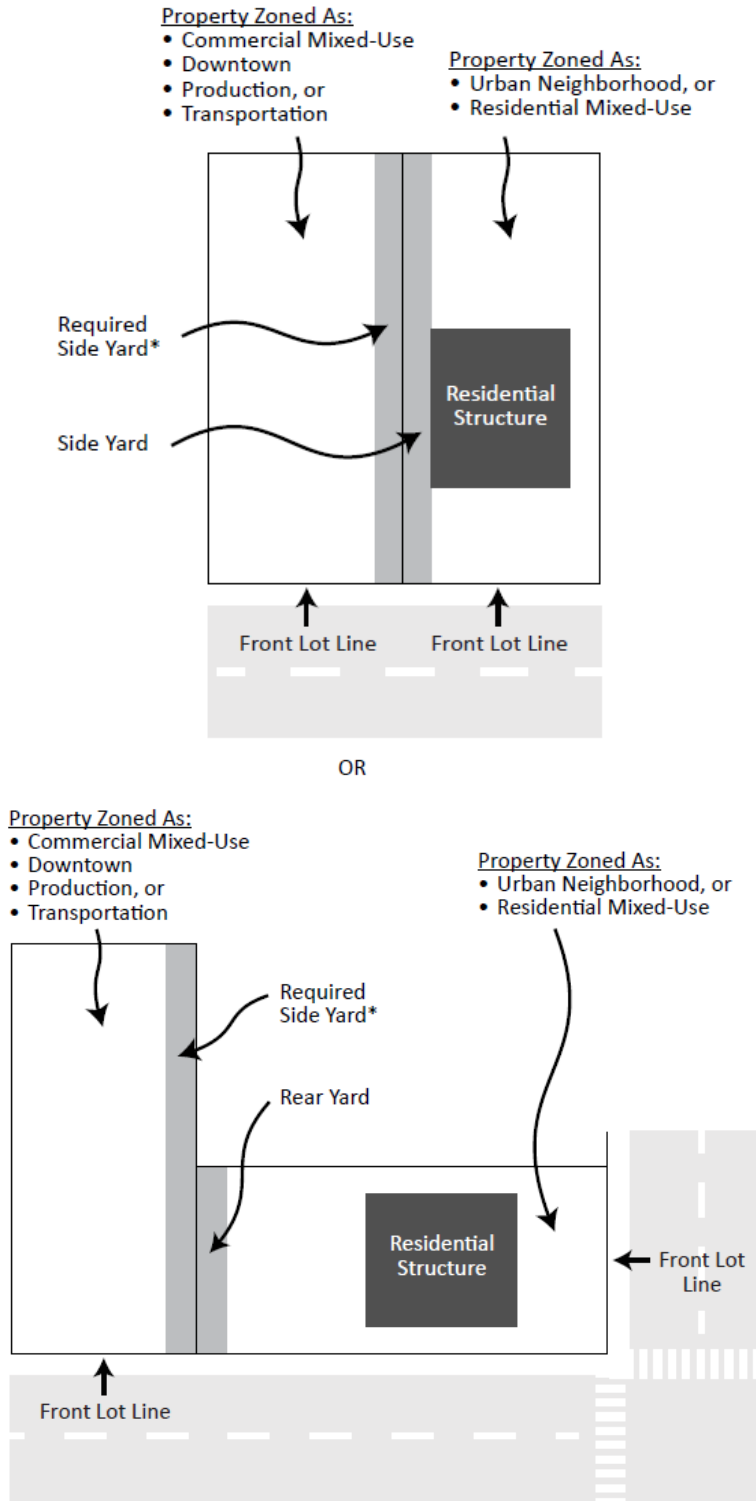 Property Zoned As:
• Commercial Mixed-Use
• Downtown
• Production, or
• Transportation
Property Zoned As:
• Urban Neighborhood, or
• Residential Mixed-Use
Required
Side Yard*
Residential
Structure
Side Yard
Front Lot Line
Front Lot Line
OR
Property Zoned As:
• Commercial Mixed-Use
• Downtown
• Production, or
• Transportation
Property Zoned As:
• Urban Neighborhood, or
• Residential Mixed-Use
Required
Side Yard*
Rear Yard
Residential
Structure
Front Lot
Line
Front Lot Line